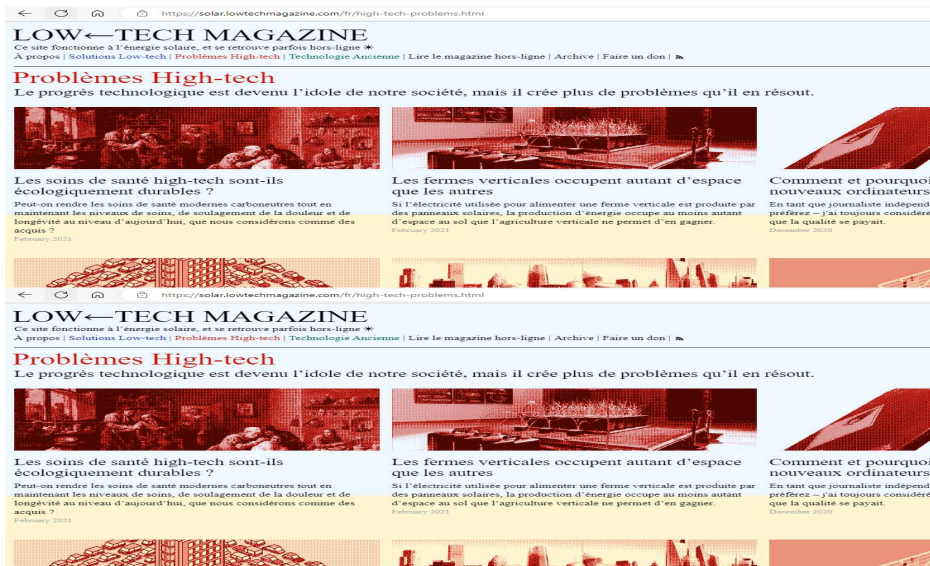 https://solar.lowtechmagazine.com/fr/high-tech-problems.html
LOW←TECH MAGAZINE
Ce site fonctionne à l'énergie solaire, et se retrouve parfois hors-ligne ☀
À propos | Solutions Low-tech | Problèmes High-tech | Technologie Ancienne | Lire le magazine hors-ligne | Archive | Faire un don |
Problèmes High-tech
Le progrès technologique est devenu l'idole de notre société, mais il crée plus de problèmes qu'il en résout.
Les soins de santé high-tech sont-ils
écologiquement durables ?
Peut-on rendre les soins de santé modernes carboneutres tout en
maintenant les niveaux de soins, de soulagement de la douleur et de
longévité au niveau d'aujourd'hui, que nous considérons comme des
acquis ?
February 2021
Les fermes verticales occupent autant d'espace
que les autres
Si l'électricité utilisée pour alimenter une ferme verticale est produite par
des panneaux solaires, la production d'énergie occupe au moins autant
d'espace au sol que l'agriculture verticale ne permet d'en gagner.
February 2021
Comment et pourquoi
nouveaux ordinateurs
En tant que journaliste indépend
préférez – j'ai toujours considéré
que la qualité se payait.
December 2020
https://solar.lowtechmagazine.com/fr/high-tech-problems.html
LOW←TECH MAGAZINE
Ce site fonctionne à l'énergie solaire, et se retrouve parfois hors-ligne ☀
À propos | Solutions Low-tech | Problèmes High-tech | Technologie Ancienne | Lire le magazine hors-ligne | Archive | Faire un don |
Problèmes High-tech
Le progrès technologique est devenu l'idole de notre société, mais il crée plus de problèmes qu'il en résout.
Les soins de santé high-tech sont-ils
écologiquement durables ?
Peut-on rendre les soins de santé modernes carboneutres tout en
maintenant les niveaux de soins, de soulagement de la douleur et de
longévité au niveau d'aujourd'hui, que nous considérons comme des
acquis ?
February 2021
Les fermes verticales occupent autant d'espace
que les autres
Si l'électricité utilisée pour alimenter une ferme verticale est produite par
des panneaux solaires, la production d'énergie occupe au moins autant
d'espace au sol que l'agriculture verticale ne permet d'en gagner.
February 2021
Comment et pourquoi
nouveaux ordinateurs
En tant que journaliste indépend
préférez – j'ai toujours considéré
que la qualité se payait.
December 2020